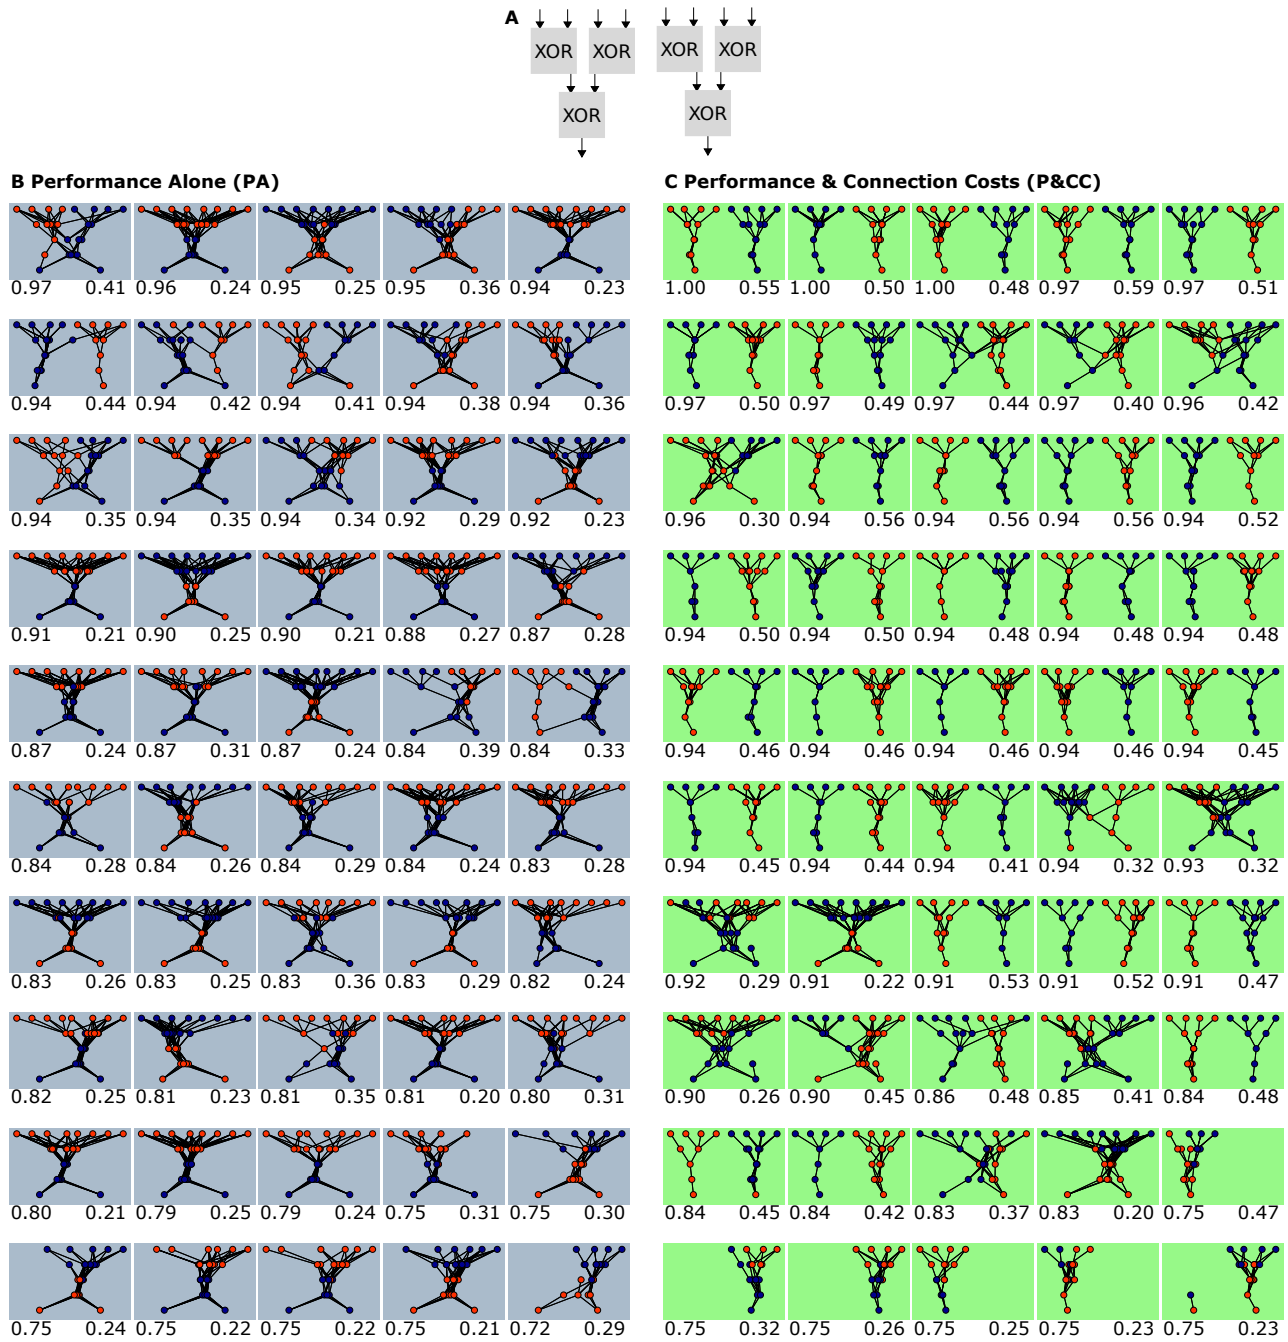 A
XOR XOR XOR XOR
XOR XOR
B Performance Alone (PA)
C Performance & Connection Costs (P&CC)
0.97 0.41 0.96 0.24 0.95 0.25 0.95 0.36 0.94 0.23 1.00 0.55 1.00 0.50 1.00 0.48 0.97 0.59 0.97 0.51
0.94 0.44 0.94 0.42 0.94 0.41 0.94 0.38 0.94 0.36 0.97 0.50 0.97 0.49 0.97 0.44 0.97 0.40 0.96 0.42
0.94 0.35 0.94 0.35 0.94 0.34 0.92 0.29 0.92 0.23 0.96 0.30 0.94 0.56 0.94 0.56 0.94 0.56 0.94 0.52
0.91 0.21 0.90 0.25 0.90 0.21 0.88 0.27 0.87 0.28 0.94 0.50 0.94 0.50 0.94 0.48 0.94 0.48 0.94 0.48
0.87 0.24 0.87 0.31 0.87 0.24 0.84 0.39 0.84 0.33 0.94 0.46 0.94 0.46 0.94 0.46 0.94 0.46 0.94 0.45
0.84 0.28 0.84 0.26 0.84 0.29 0.84 0.24 0.83 0.28 0.94 0.45 0.94 0.44 0.94 0.41 0.94 0.32 0.93 0.32
0.83 0.26 0.83 0.25 0.83 0.36 0.83 0.29 0.82 0.24 0.92 0.29 0.91 0.22 0.91 0.53 0.91 0.52 0.91 0.47
0.82 0.25 0.81 0.23 0.81 0.35 0.81 0.20 0.80 0.31 0.90 0.26 0.90 0.45 0.86 0.48 0.85 0.41 0.84 0.48
0.80 0.21 0.79 0.25 0.79 0.24 0.75 0.31 0.75 0.30 0.84 0.45 0.84 0.42 0.83 0.37 0.83 0.20 0.75 0.47
0.75 0.24 0.75 0.22 0.75 0.22 0.75 0.21 0.72 0.29 0.75 0.32 0.75 0.26 0.75 0.25 0.75 0.23 0.75 0.23